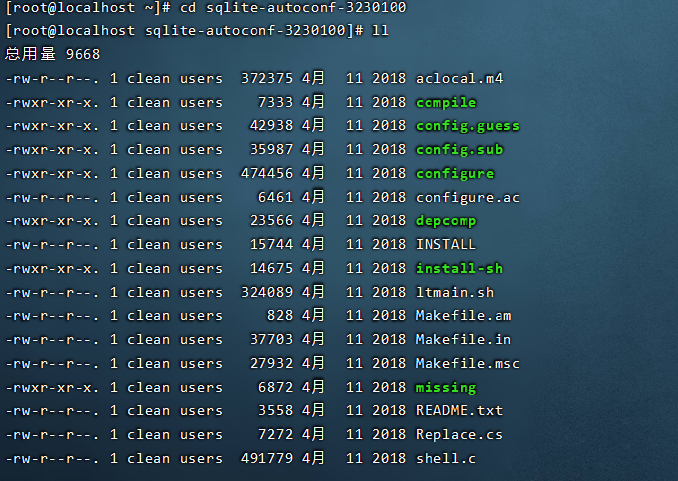 [root@localhost ~]# cd sqlite-autoconf-3230100
[root@localhost sqlite-autoconf-3230100]# ll
总用量 9668
-rw-r--r--. 1 clean users  372375 4月  11 2018 aclocal.m4
-rwxr-xr-x. 1 clean users    7333 4月  11 2018 compile
-rwxr-xr-x. 1 clean users   42938 4月  11 2018 config.guess
-rwxr-xr-x. 1 clean users   35987 4月  11 2018 config.sub
-rwxr-xr-x. 1 clean users  474456 4月  11 2018 configure
-rw-r--r--. 1 clean users    6461 4月  11 2018 configure.ac
-rwxr-xr-x. 1 clean users   23566 4月  11 2018 depcomp
-rw-r--r--. 1 clean users   15744 4月  11 2018 INSTALL
-rwxr-xr-x. 1 clean users   14675 4月  11 2018 install-sh
-rw-r--r--. 1 clean users  324089 4月  11 2018 ltmain.sh
-rw-r--r--. 1 clean users     828 4月  11 2018 Makefile.am
-rw-r--r--. 1 clean users   37703 4月  11 2018 Makefile.in
-rw-r--r--. 1 clean users   27932 4月  11 2018 Makefile.msc
-rwxr-xr-x. 1 clean users    6872 4月  11 2018 missing
-rw-r--r--. 1 clean users    3558 4月  11 2018 README.txt
-rw-r--r--. 1 clean users    7272 4月  11 2018 Replace.cs
-rw-r--r--. 1 clean users  491779 4月  11 2018 shell.c